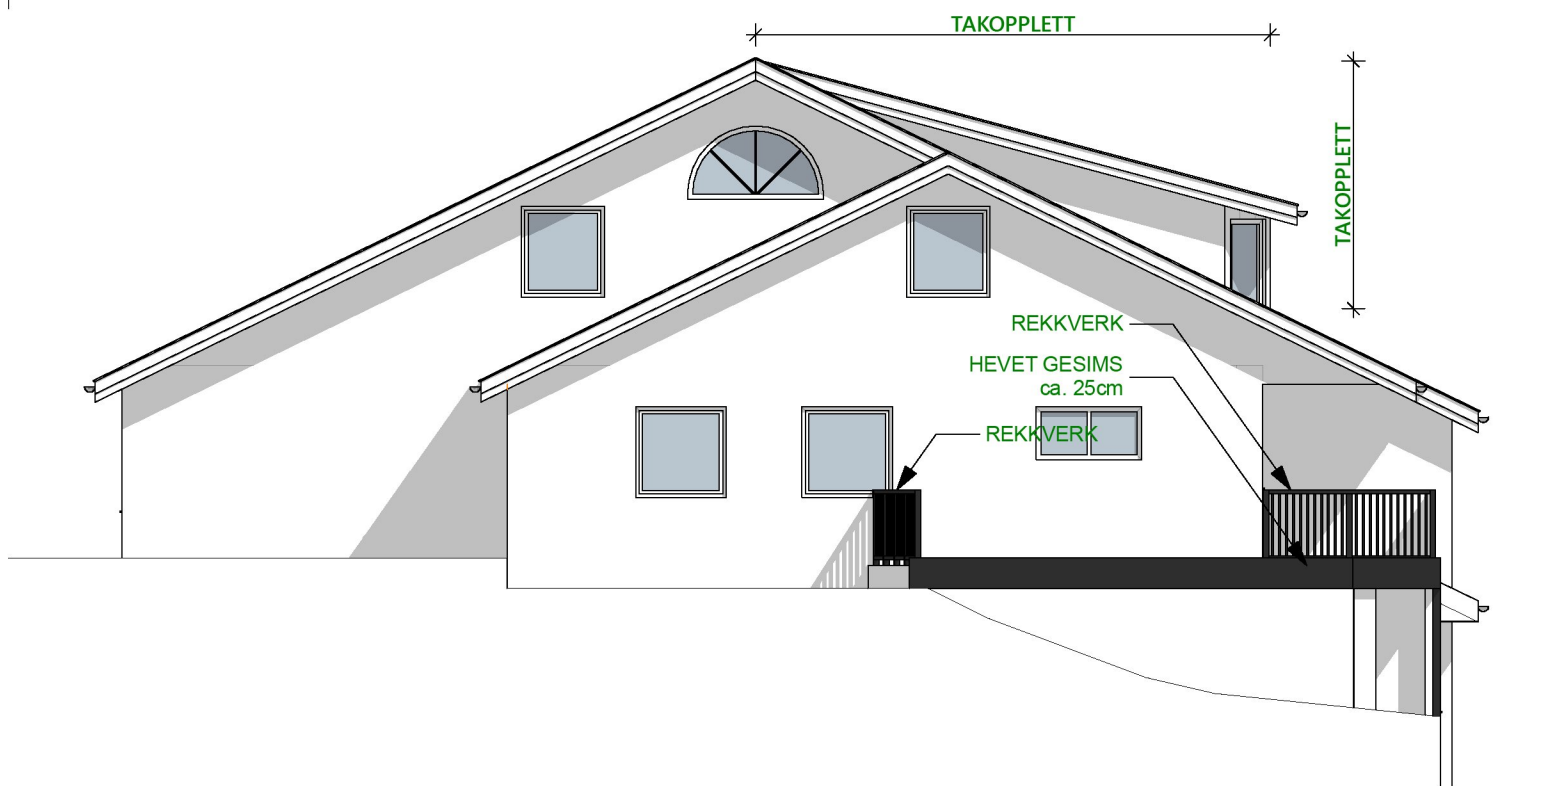 TAKOPPLETT
TAKOPPLETT
REKKVERK
HEVET GESIMS
ca. 25cm
REKKVERK